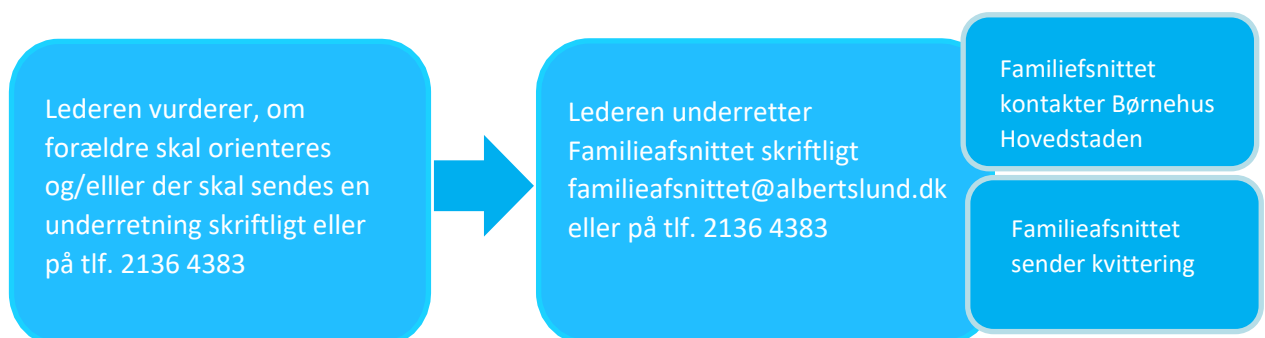 Lederen vurderer, om
forældre skal orienteres
og/elller der skal sendes en
underretning skriftligt eller
på tlf. 2136 4383
Lederen underretter
Familieafsnittet skriftligt
familieafsnittet@albertslund.dk
eller på tlf. 2136 4383
Familiefsnittet
kontakter Børnehus
Hovedstaden
Familieafsnittet
sender kvittering